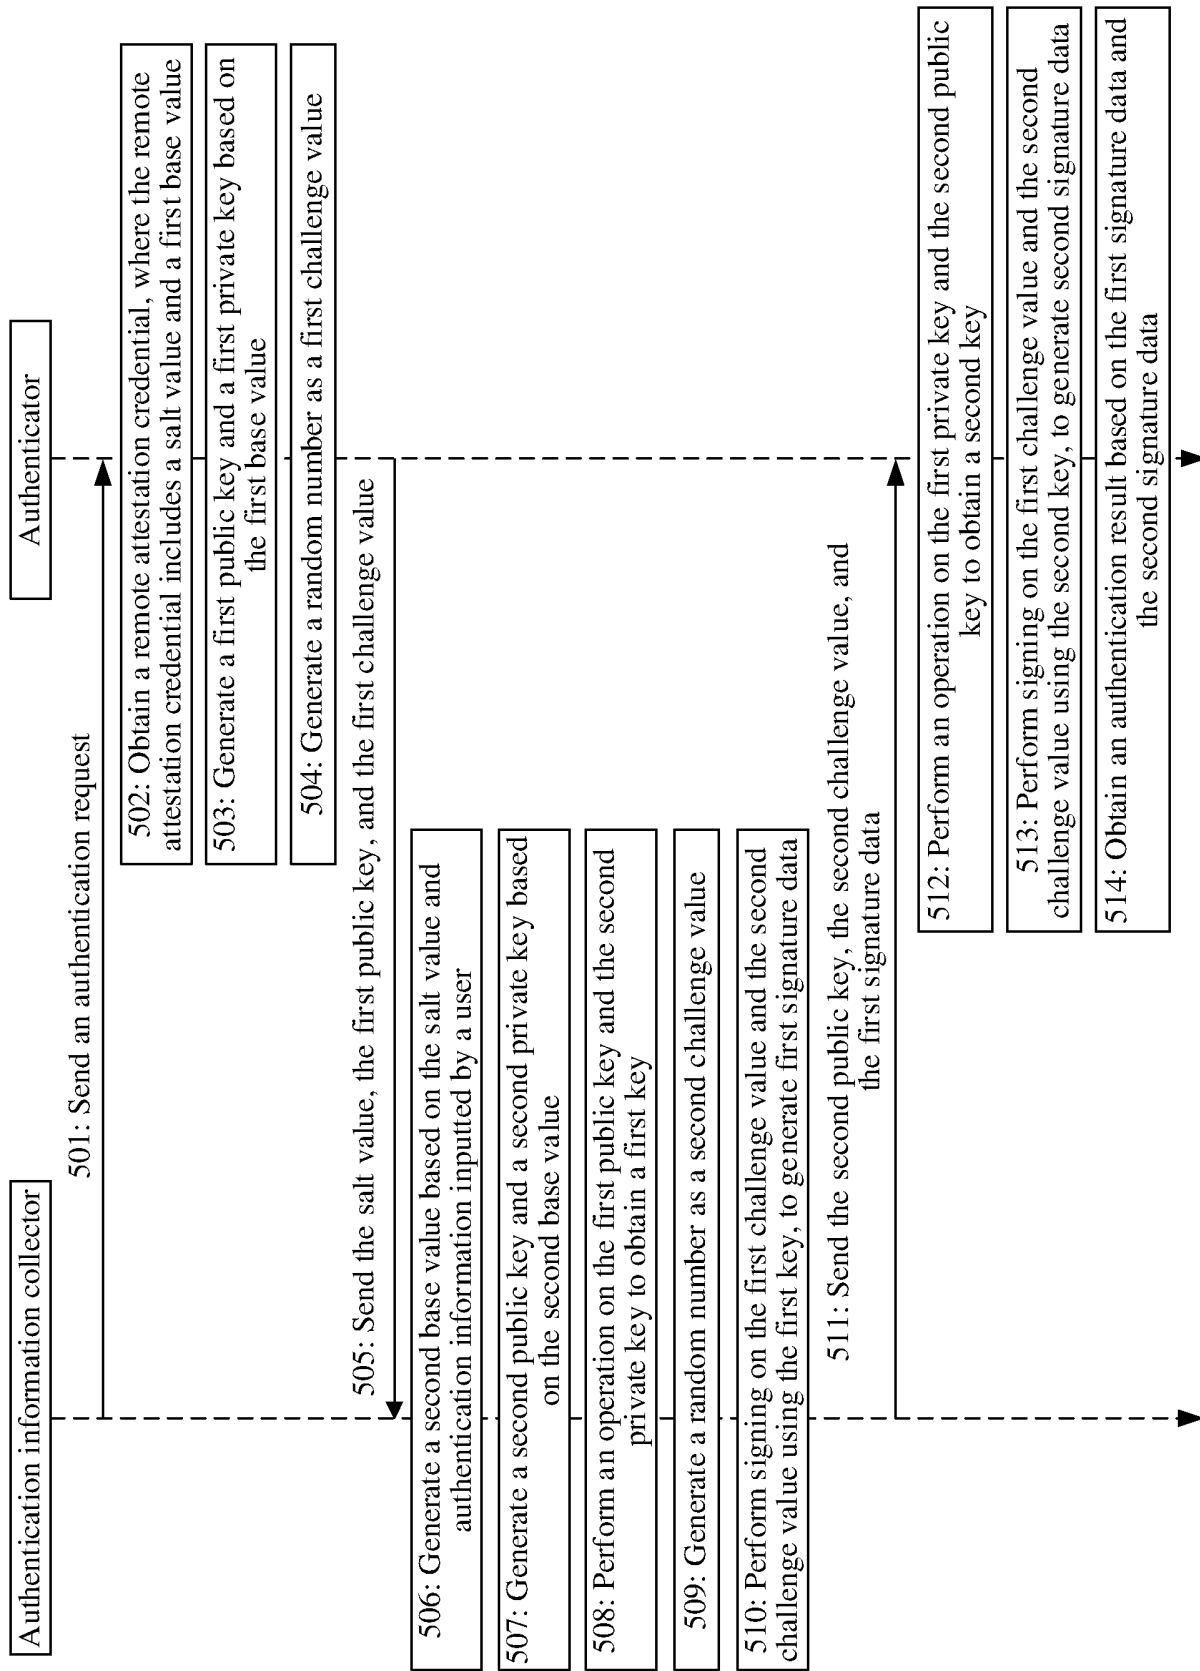 Authentication information collector
Authenticator
501: Send an authentication request
502: Obtain a remote attestation credential, where the remote
attestation credential includes a salt value and a first base value
503: Generate a first public key and a first private key based on
the first base value
504: Generate a random number as a first challenge value
505: Send the salt value, the first public key, and the first challenge value
506: Generate a second base value based on the salt value and
authentication information inputted by a user
507: Generate a second public key and a second private key based
on the second base value
508: Perform an operation on the first public key and the second
private key to obtain a first key
509: Generate a random number as a second challenge value
510: Perform signing on the first challenge value and the second
challenge value using the first key, to generate first signature data
511: Send the second public key, the second challenge value, and
the first signature data
512: Perform an operation on the first private key and the second public
key to obtain a second key
513: Perform signing on the first challenge value and the second
challenge value using the second key, to generate second signature data
514: Obtain an authentication result based on the first signature data and
the second signature data